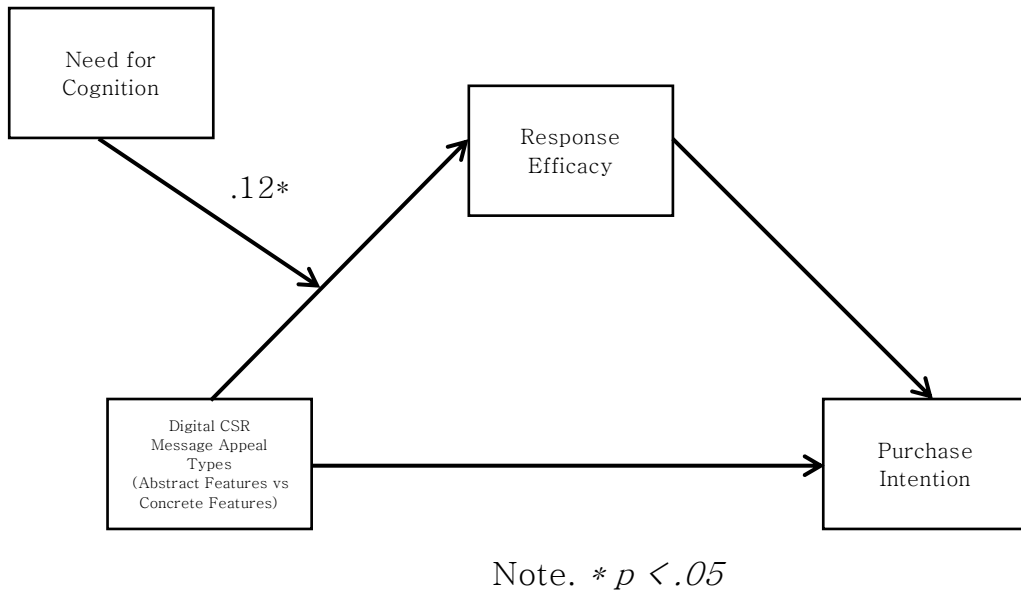 Need for
Cognition
Response
Efficacy
.12*
Digital CSR
Message Appeal
Types
(Abstract Features vs
Concrete Features)
Purchase
Intention
Note. * p < .05